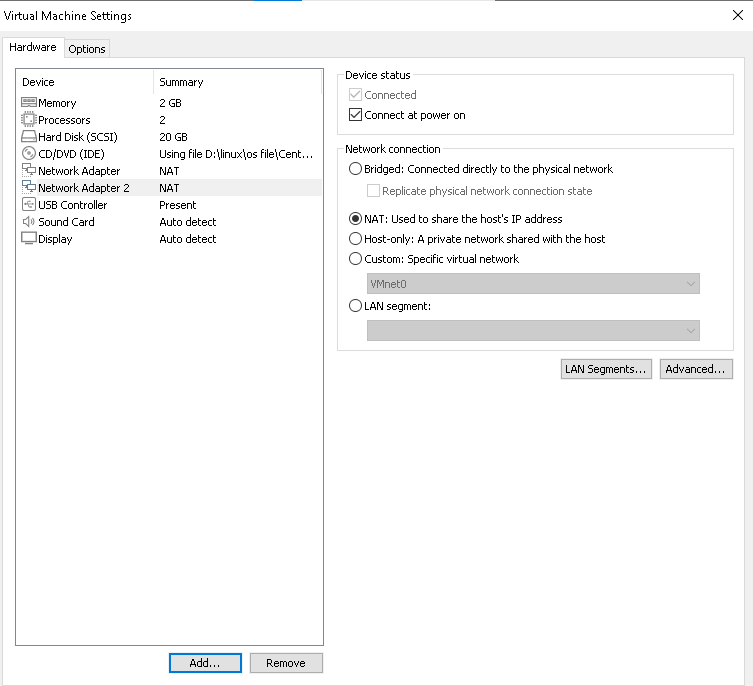 Virtual Machine Settings
Hardware Options
Device Summary
Memory 2 GB
Processors 2
Hard Disk (SCSI) 20 GB
CD/DVD (IDE) Using file D:\linux\os file\Cent...
Network Adapter NAT
Network Adapter 2 NAT
USB Controller Present
Sound Card Auto detect
Display Auto detect
Add... Remove
Device status
Connected
Connect at power on
Network connection
Bridged: Connected directly to the physical network
Replicate physical network connection state
NAT: Used to share the host's IP address
Host-only: A private network shared with the host
Custom: Specific virtual network
VMnet0
LAN segment:
LAN Segments... Advanced...